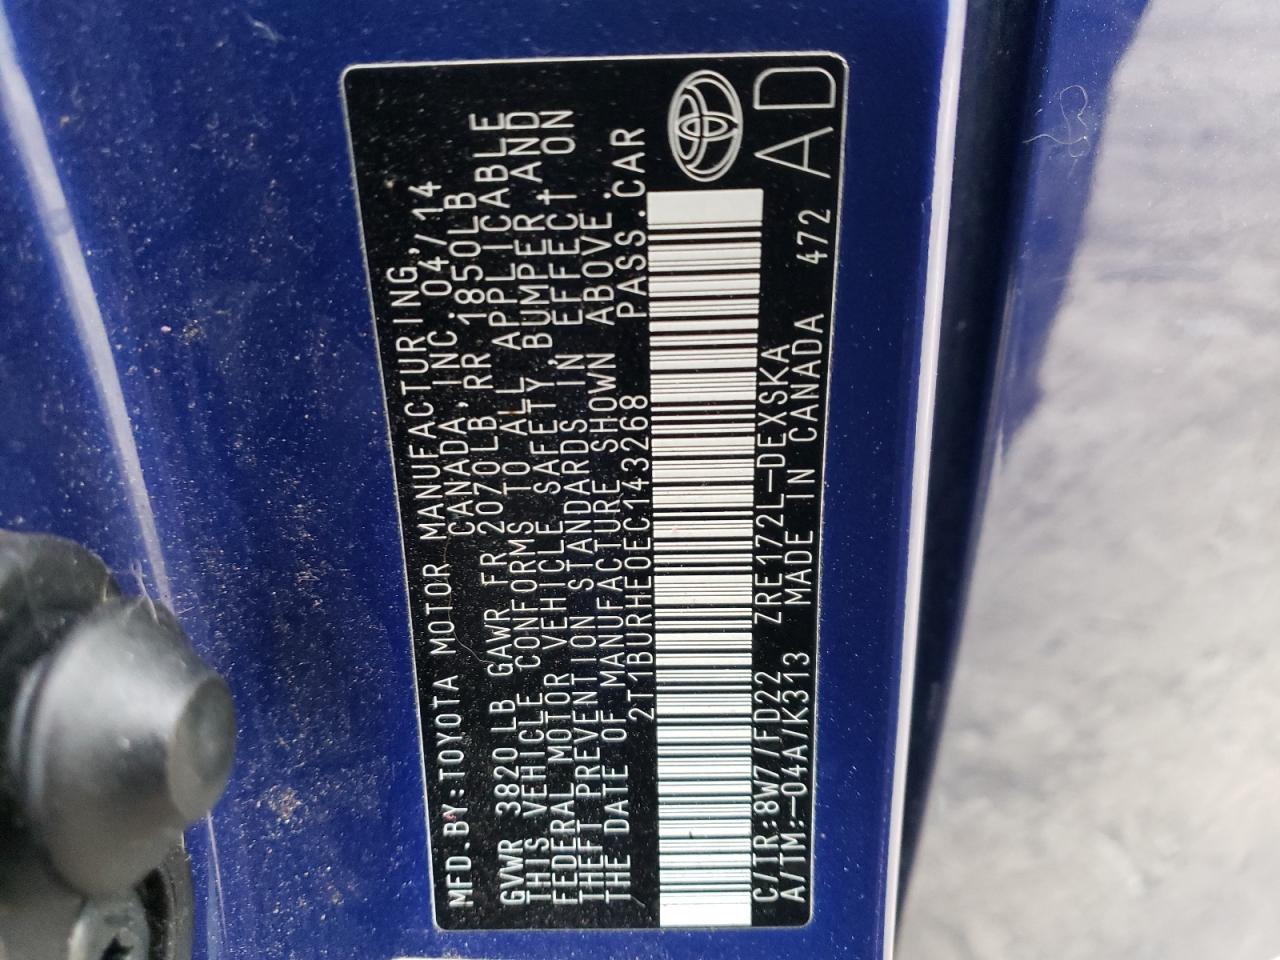 MFD.BY:TOYOTA MOTOR MANUFACTURING,
CANADA,INC. 04/14
GVWR 3820 LB GAWR FR 2070LB RR 1850LB
THIS VEHICLE CONFORMS TO ALL APPLICABLE
FEDERAL MOTOR VEHICLE SAFETY, BUMPER, AND
THEFT PREVENTION STANDARDS IN EFFECT ON
THE DATE OF MANUFACTURE SHOWN ABOVE.
2T1BURHE0EC143268 PASS.CAR
C/TR:8W7/FD22 ZRE172L-DEXSKA
A/TM:-04A/K313 MADE IN CANADA 472
AD